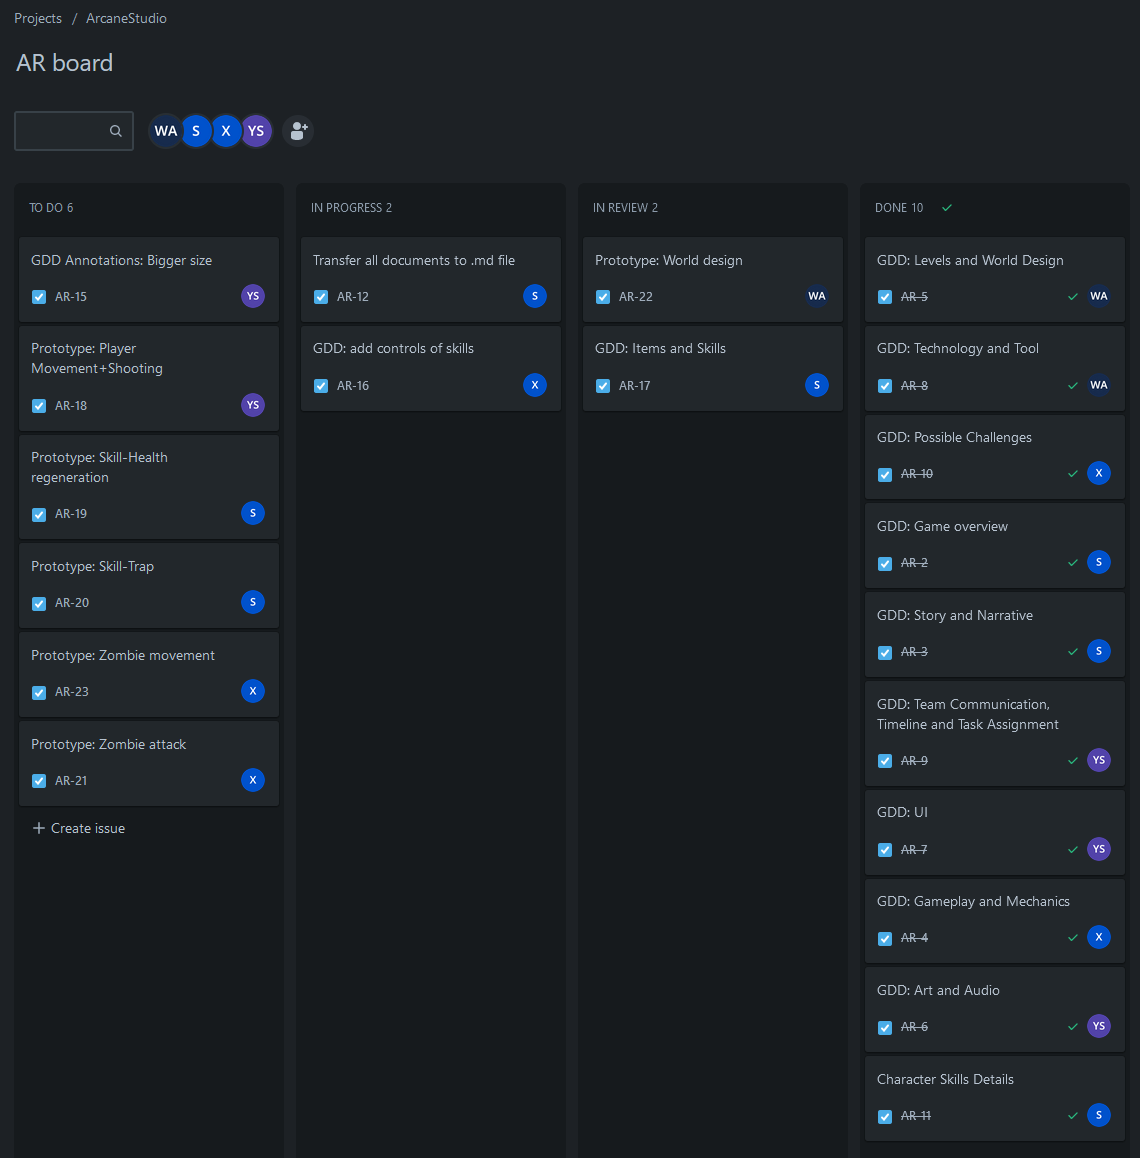 Projects / ArcaneStudio
AR board
WA S X YS
TO DO 6
GDD Annotations: Bigger size
AR-15 YS
Prototype: Player
Movement+Shooting
AR-18 YS
Prototype: Skill-Health
regeneration
AR-19 S
Prototype: Skill-Trap
AR-20 S
Prototype: Zombie movement
AR-23 X
Prototype: Zombie attack
AR-21 X
+ Create issue
IN PROGRESS 2
Transfer all documents to .md file
AR-12 S
GDD: add controls of skills
AR-16 X
IN REVIEW 2
Prototype: World design
AR-22 WA
GDD: Items and Skills
AR-17 S
DONE 10
GDD: Levels and World Design
AR-5 WA
GDD: Technology and Tool
AR-8 WA
GDD: Possible Challenges
AR-10 X
GDD: Game overview
AR-2 S
GDD: Story and Narrative
AR-3 S
GDD: Team Communication,
Timeline and Task Assignment
AR-9 YS
GDD: UI
AR-7 YS
GDD: Gameplay and Mechanics
AR-4 X
GDD: Art and Audio
AR-6 YS
Character Skills Details
AR-11 S